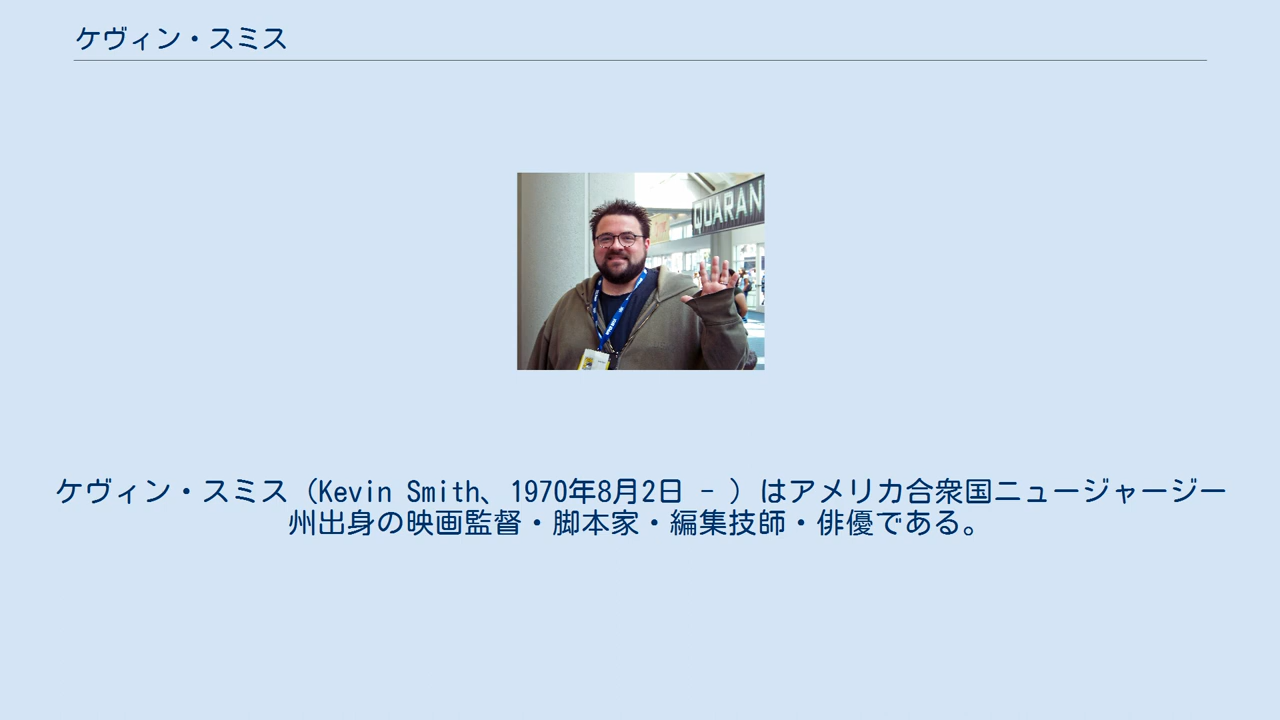 ケヴィン・スミス
QUARAN
ケヴィン・スミス（Kevin Smith、1970年8月2日 - ）はアメリカ合衆国ニュージャージー
州出身の映画監督・脚本家・編集技師・俳優である。